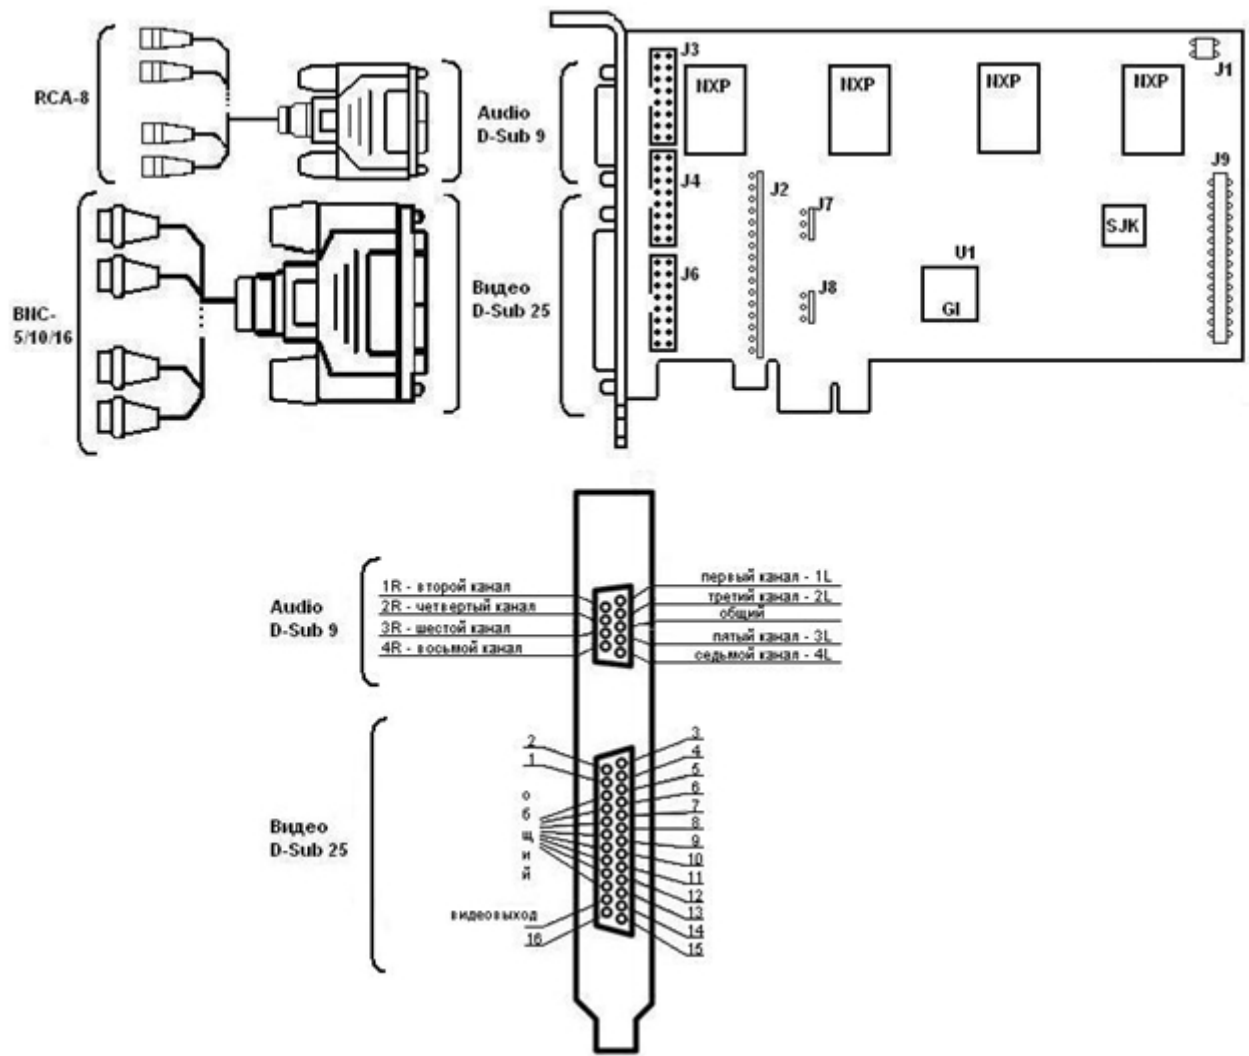 RCA-8
Audio
D-Sub 9
BNC-
5/10/16
Видео
D-Sub 25
J3
NXP
NXP
NXP
NXP
J1
J4
J2
J7
J9
SJK
J6
J8
U1
GI
Audio
D-Sub 9
1R - второй канал
2R - четвертый канал
3R - шестой канал
4R - восьмой канал
первый канал - 1L
третий канал - 2L
общий
пятый канал - 3L
седьмой канал - 4L
Видео
D-Sub 25
2
1
общий
видеовыход
16
3
4
5
6
7
8
9
10
11
12
13
14
15